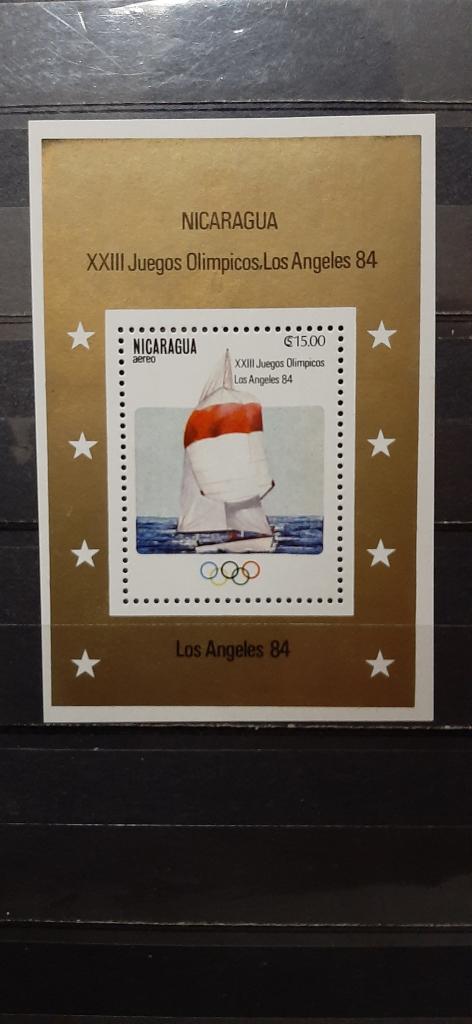 NICARAGUA
XXIII Juegos Olimpicos, Los Angeles 84
NICARAGUA
aéreo
₡15.00
XXIII Juegos Olimpicos
Los Angeles 84
Los Angeles 84